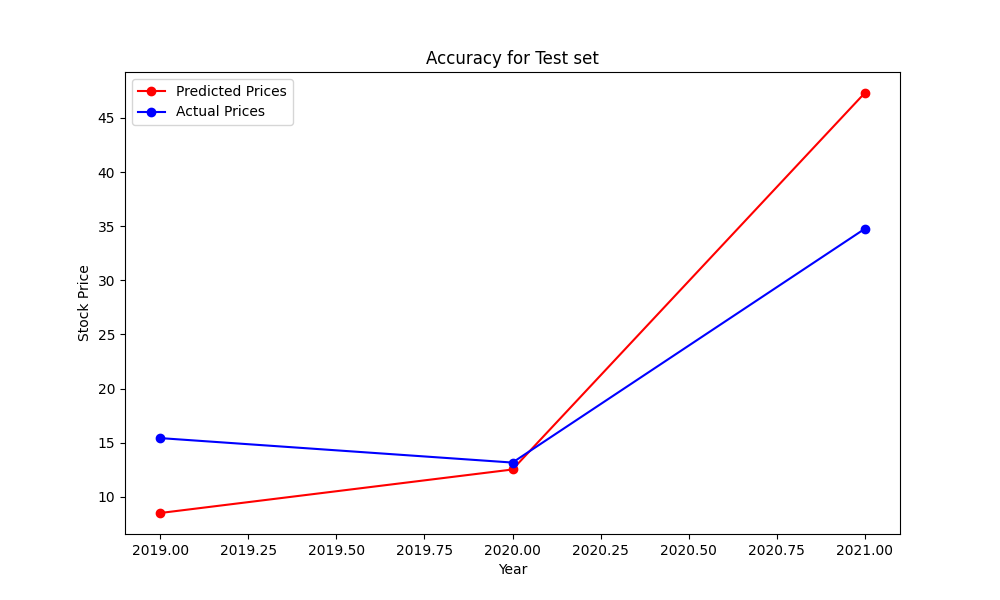 Accuracy for Test set
Predicted Prices
Actual Prices
45
40
35
30
25
20
15
10
Stock Price
2019.00 2019.25 2019.50 2019.75 2020.00 2020.25 2020.50 2020.75 2021.00
Year